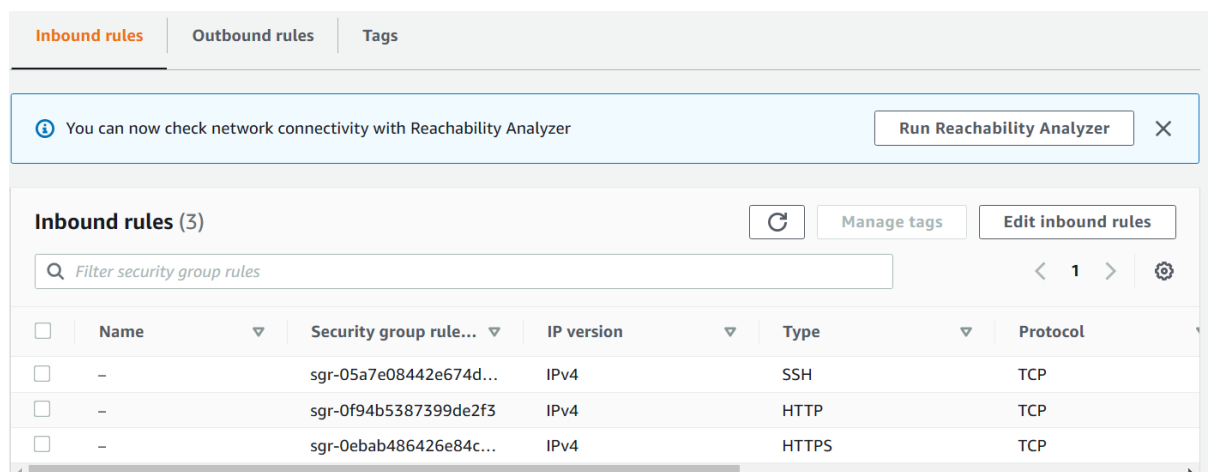 Inbound rules Outbound rules Tags
You can now check network connectivity with Reachability Analyzer Run Reachability Analyzer
Inbound rules (3) Manage tags Edit inbound rules
Filter security group rules 1
Name Security group rule... IP version Type Protocol
– sgr-05a7e08442e674d... IPv4 SSH TCP
– sgr-0f94b5387399de2f3 IPv4 HTTP TCP
– sgr-0ebab486426e84c... IPv4 HTTPS TCP